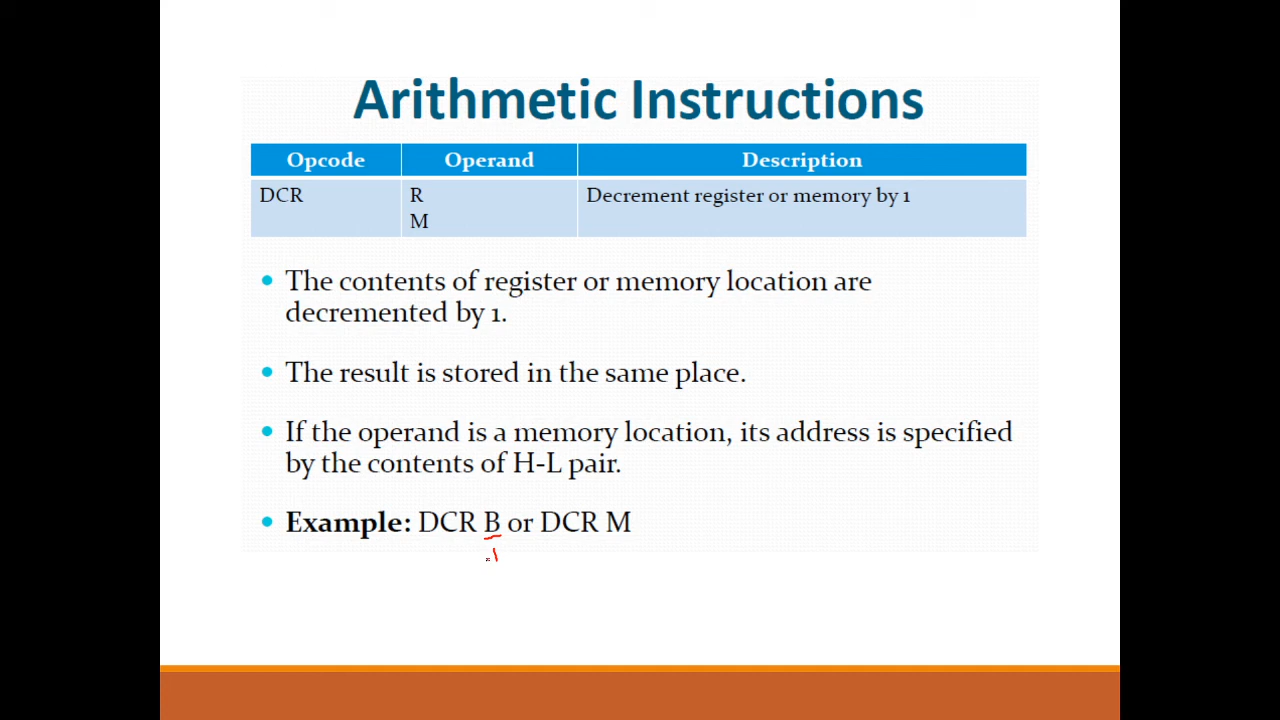 Arithmetic Instructions
Opcode Operand Description
DCR R Decrement register or memory by 1
M
• The contents of register or memory location are
decremented by 1.
• The result is stored in the same place.
• If the operand is a memory location, its address is specified
by the contents of H-L pair.
• Example: DCR B or DCR M